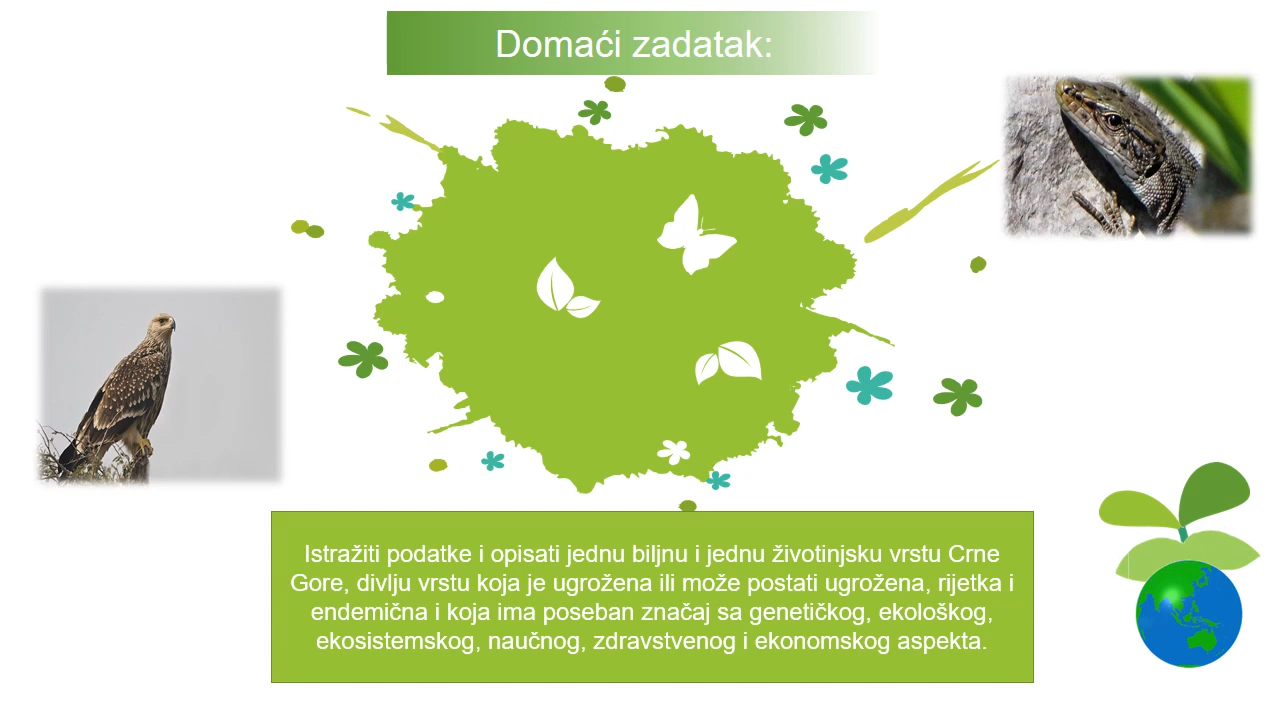 Domaći zadatak:
Istražiti podatke i opisati jednu biljnu i jednu životinjsku vrstu Crne
Gore, divlju vrstu koja je ugrožena ili može postati ugrožena, rijetka i
endemična i koja ima poseban značaj sa genetičkog, ekološkog,
ekosistemskog, naučnog, zdravstvenog i ekonomskog aspekta.